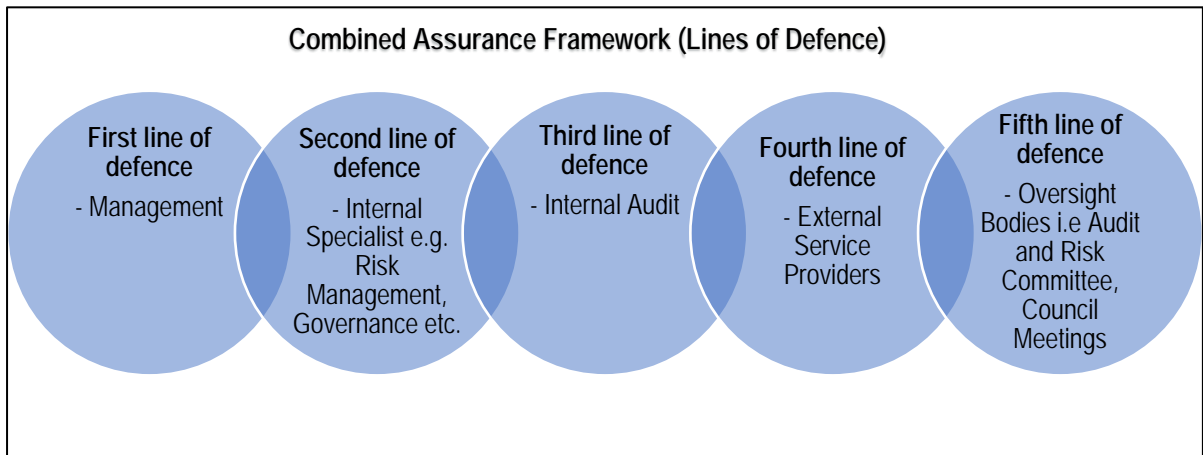 Combined Assurance Framework (Lines of Defence)
First line of
defence
- Management
Second line of
defence
- Internal
Specialist e.g.
Risk
Management,
Governance etc.
Third line of
defence
- Internal Audit
Fourth line of
defence
- External
Service
Providers
Fifth line of
defence
- Oversight
Bodies i.e Audit
and Risk
Committee,
Council
Meetings